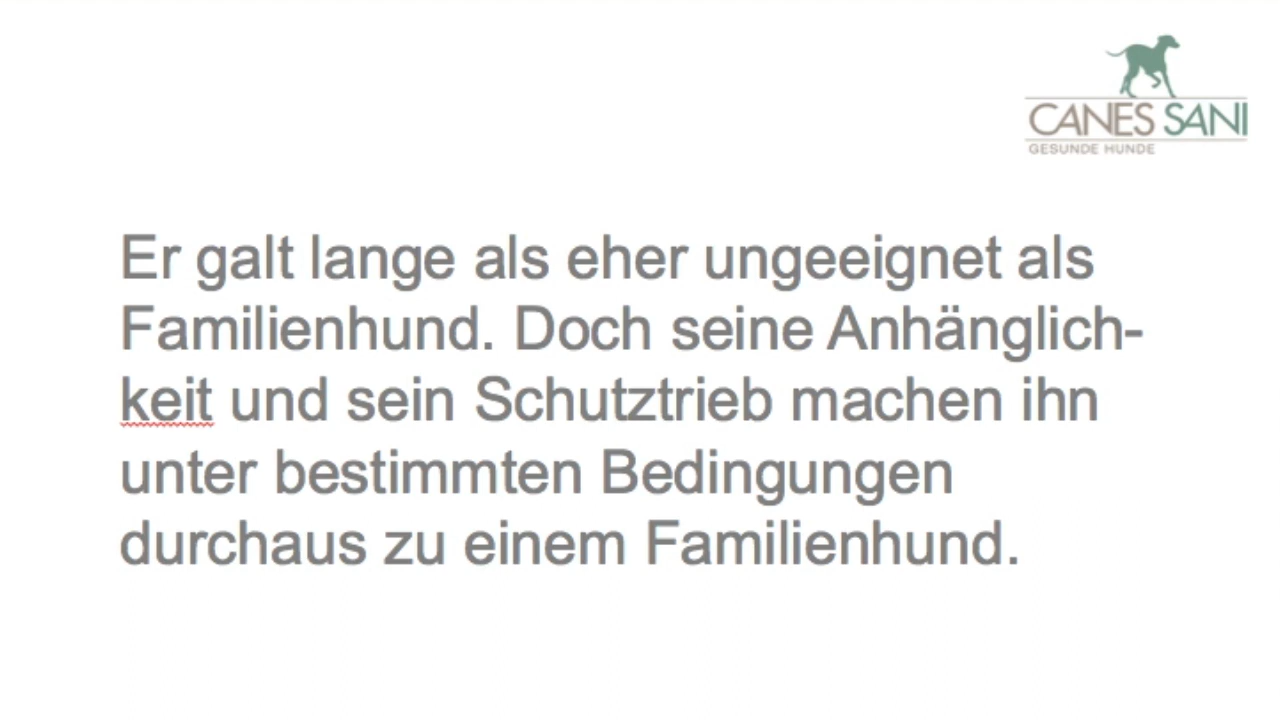 CANES SANI
GESUNDE HUNDE
Er galt lange als eher ungeeignet als
Familienhund. Doch seine Anhänglich-
keit und sein Schutztrieb machen ihn
unter bestimmten Bedingungen
durchaus zu einem Familienhund.